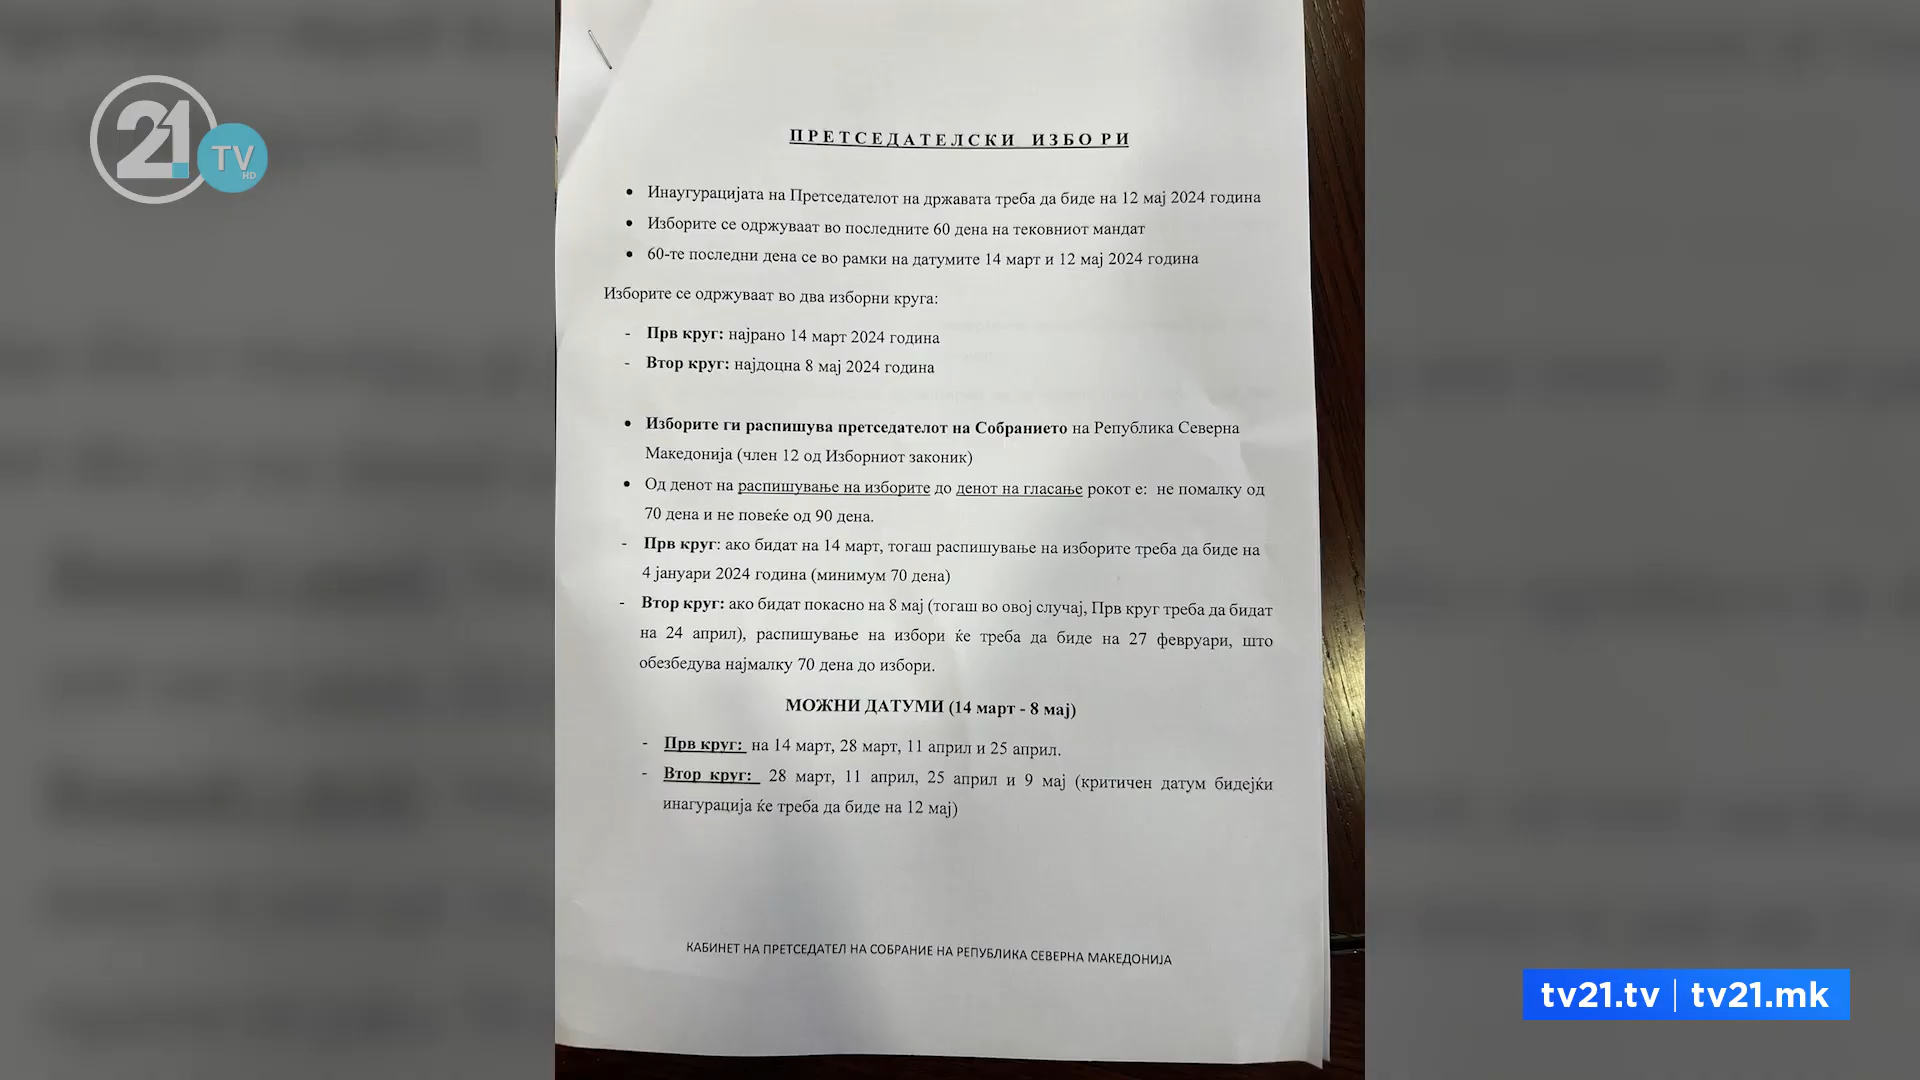 21 TV HD
ПРЕТСЕДАТЕЛСКИ ИЗБОРИ
• Инаугурацијата на Претседателот на државата треба да биде на 12 мај 2024 година
• Изборите се одржуваат во последните 60 дена на тековниот мандат
• 60-те последни дена се во рамки на датумите 14 март и 12 мај 2024 година
Изборите се одржуваат во два изборни круга:
- Прв круг: најрано 14 март 2024 година
- Втор круг: најдоцна 8 мај 2024 година
• Изборите ги распишува претседателот на Собранието на Република Северна
Македонија (член 12 од Изборниот законик)
• Од денот на распишување на изборите до денот на гласање рокот е: не помалку од
70 дена и не повеќе од 90 дена.
- Прв круг: ако бидат на 14 март, тогаш распишување на изборите треба да биде на
4 јануари 2024 година (минимум 70 дена)
- Втор круг: ако бидат покасно на 8 мај (тогаш во овој случај, Прв круг треба да бидат
на 24 април), распишување на избори ќе треба да биде на 27 февруари, што
обезбедува најмалку 70 дена до избори.
МОЖНИ ДАТУМИ (14 март - 8 мај)
- Прв круг: на 14 март, 28 март, 11 април и 25 април.
- Втор круг: 28 март, 11 април, 25 април и 9 мај (критичен датум бидејќи
инагурација ќе треба да биде на 12 мај)
КАБИНЕТ НА ПРЕТСЕДАТЕЛ НА СОБРАНИЕ НА РЕПУБЛИКА СЕВЕРНА МАКЕДОНИЈА
tv21.tv | tv21.mk